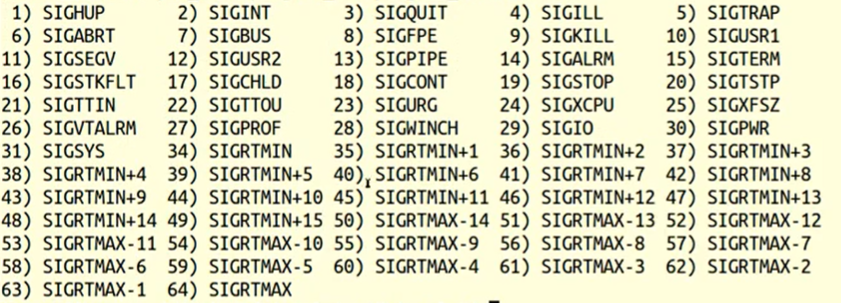 1) SIGHUP 2) SIGINT 3) SIGQUIT 4) SIGILL 5) SIGTRAP
6) SIGABRT 7) SIGBUS 8) SIGFPE 9) SIGKILL 10) SIGUSR1
11) SIGSEGV 12) SIGUSR2 13) SIGPIPE 14) SIGALRM 15) SIGTERM
16) SIGSTKFLT 17) SIGCHLD 18) SIGCONT 19) SIGSTOP 20) SIGTSTP
21) SIGTTIN 22) SIGTTOU 23) SIGURG 24) SIGXCPU 25) SIGXFSZ
26) SIGVTALRM 27) SIGPROF 28) SIGWINCH 29) SIGIO 30) SIGPWR
31) SIGSYS 34) SIGRTMIN 35) SIGRTMIN+1 36) SIGRTMIN+2 37) SIGRTMIN+3
38) SIGRTMIN+4 39) SIGRTMIN+5 40) SIGRTMIN+6 41) SIGRTMIN+7 42) SIGRTMIN+8
43) SIGRTMIN+9 44) SIGRTMIN+10 45) SIGRTMIN+11 46) SIGRTMIN+12 47) SIGRTMIN+13
48) SIGRTMIN+14 49) SIGRTMIN+15 50) SIGRTMAX-14 51) SIGRTMAX-13 52) SIGRTMAX-12
53) SIGRTMAX-11 54) SIGRTMAX-10 55) SIGRTMAX-9 56) SIGRTMAX-8 57) SIGRTMAX-7
58) SIGRTMAX-6 59) SIGRTMAX-5 60) SIGRTMAX-4 61) SIGRTMAX-3 62) SIGRTMAX-2
63) SIGRTMAX-1 64) SIGRTMAX